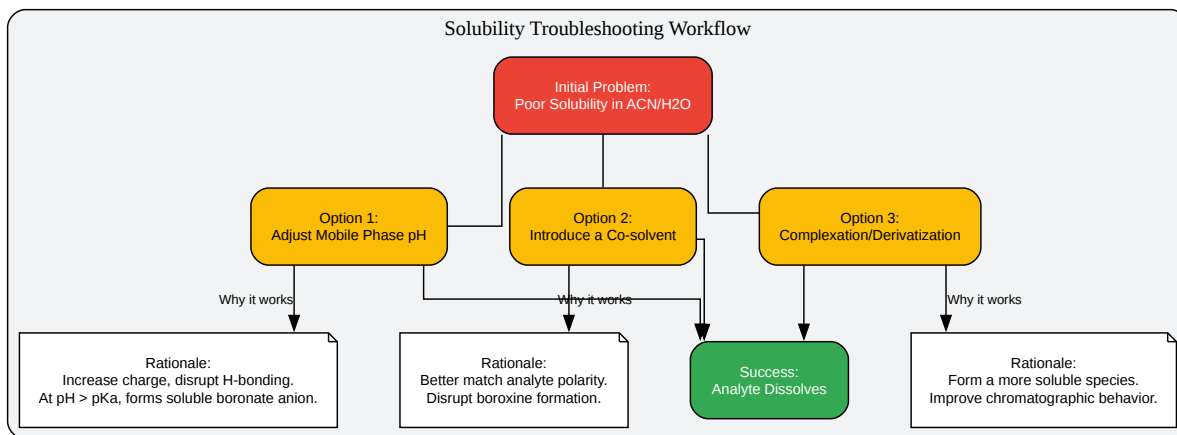 Solubility Troubleshooting Workflow
Initial Problem:
Poor Solubility in ACN/H2O
Option 1:
Adjust Mobile Phase pH
Option 2:
Introduce a Co-solvent
Option 3:
Complexation/Derivatization
Why it works
Why it works
Why it works
Rationale:
Increase charge, disrupt H-bonding.
At pH > pKa, forms soluble boronate anion.
Rationale:
Better match analyte polarity.
Disrupt boroxine formation.
Success:
Analyte Dissolves
Rationale:
Form a more soluble species.
Improve chromatographic behavior.